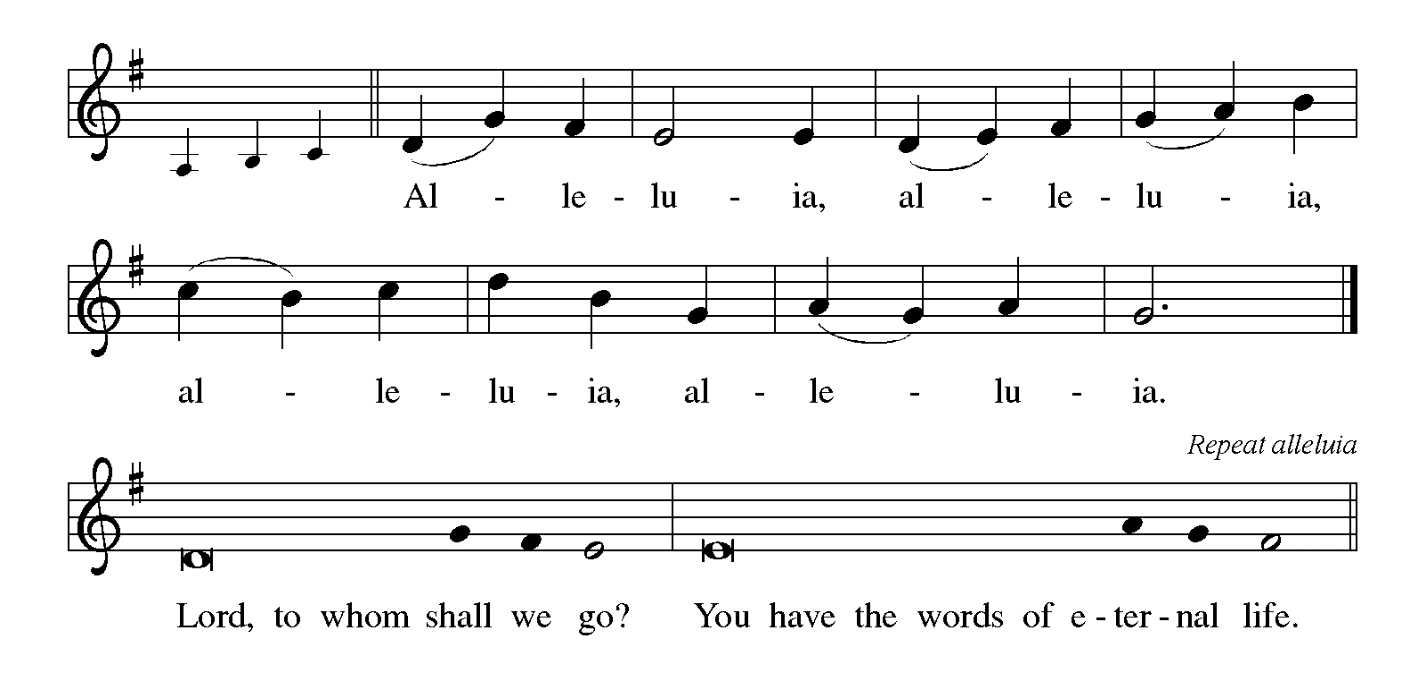 Al - le - lu - ia, al - le - lu - ia,
al - le - lu - ia, al - le - lu - ia.
Repeat alleluia
Lord, to whom shall we go? You have the words of e - ter - nal life.